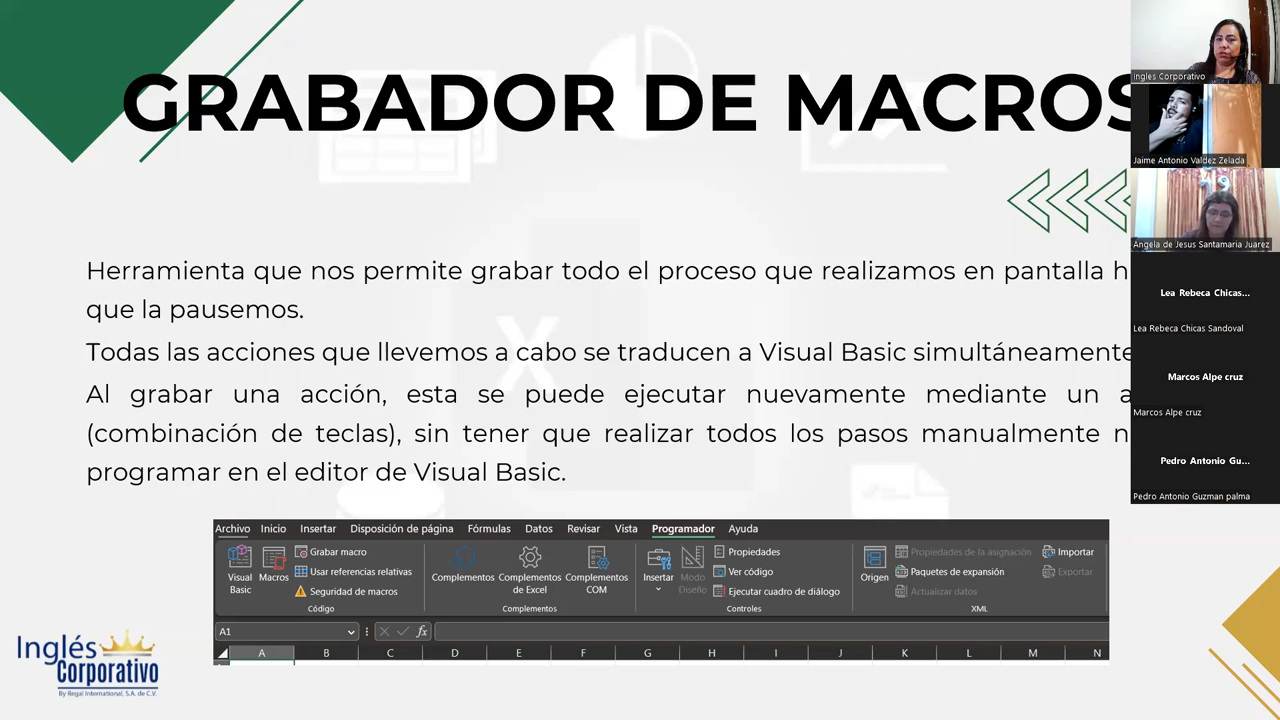 GRABADOR DE MACROS
Herramienta que nos permite grabar todo el proceso que realizamos en pantalla h
que la pausemos.
Todas las acciones que llevemos a cabo se traducen a Visual Basic simultáneamente
Al grabar una acción, esta se puede ejecutar nuevamente mediante un a
(combinación de teclas), sin tener que realizar todos los pasos manualmente n
programar en el editor de Visual Basic.
Archivo Inicio Insertar Disposición de página Fórmulas Datos Revisar Vista Programador Ayuda
Visual Basic
Macros
Grabar macro
Usar referencias relativas
Seguridad de macros
Código
Complementos
Complementos de Excel
Complementos COM
Complementos
Insertar
Modo Diseño
Propiedades
Ver código
Ejecutar cuadro de diálogo
Controles
Origen
Propiedades de la asignación
Paquetes de expansión
Actualizar datos
Importar
Exportar
XML
A1
fx
A B C D E F G H I J K L M N
Inglés
Corporativo
By Regal International, S.A. de C.V.
Ingles Corporativo
Jaime Antonio Valdez Zelada
49
Angela de Jesus Santamaria Juarez
Lea Rebeca Chicas...
Lea Rebeca Chicas Sandoval
Marcos Alpe cruz
Marcos Alpe cruz
Pedro Antonio Gu...
Pedro Antonio Guzman palma